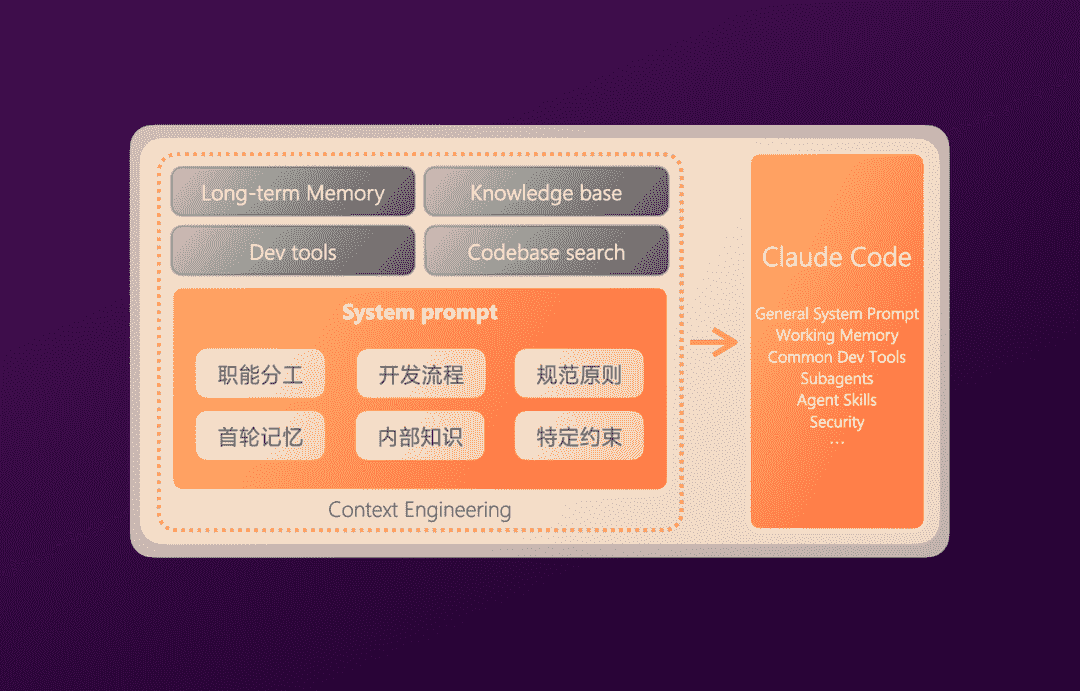 Long-term Memory
Knowledge base
Dev tools
Codebase search
System prompt
职能分工
开发流程
规范原则
首轮记忆
内部知识
特定约束
Context Engineering
Claude Code
General System Prompt
Working Memory
Common Dev Tools
Subagents
Agent Skills
Security
...